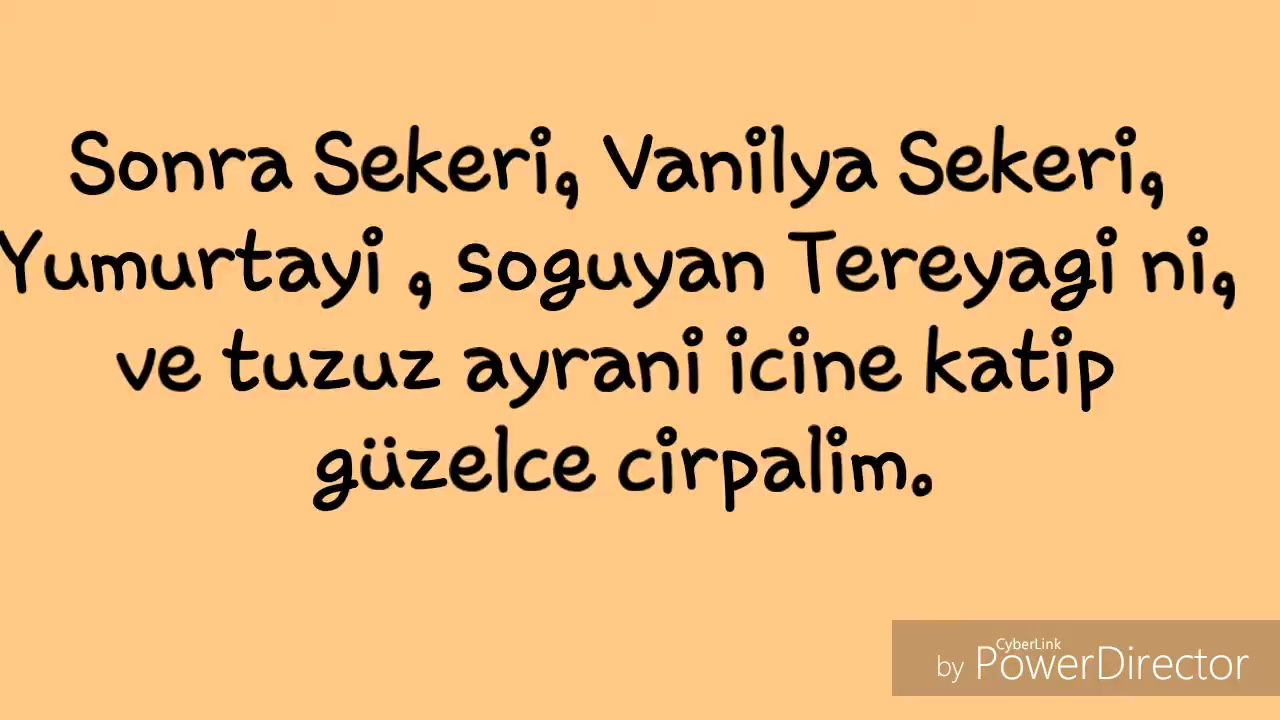 Sonra Sekeri, Vanilya Sekeri,
Yumurtayi , soguyan Tereyagi ni,
ve tuzuz ayrani icine katip
güzelce cirpalim.
CyberLink
by PowerDirector